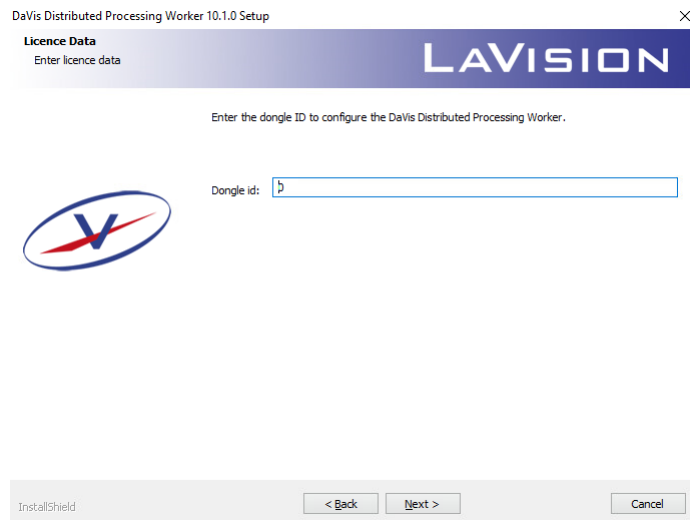 DaVis Distributed Processing Worker 10.1.0 Setup
Licence Data
Enter licence data
LAVISION
Enter the dongle ID to configure the DaVis Distributed Processing Worker.
Dongle id:
InstallShield
< Back
Next >
Cancel